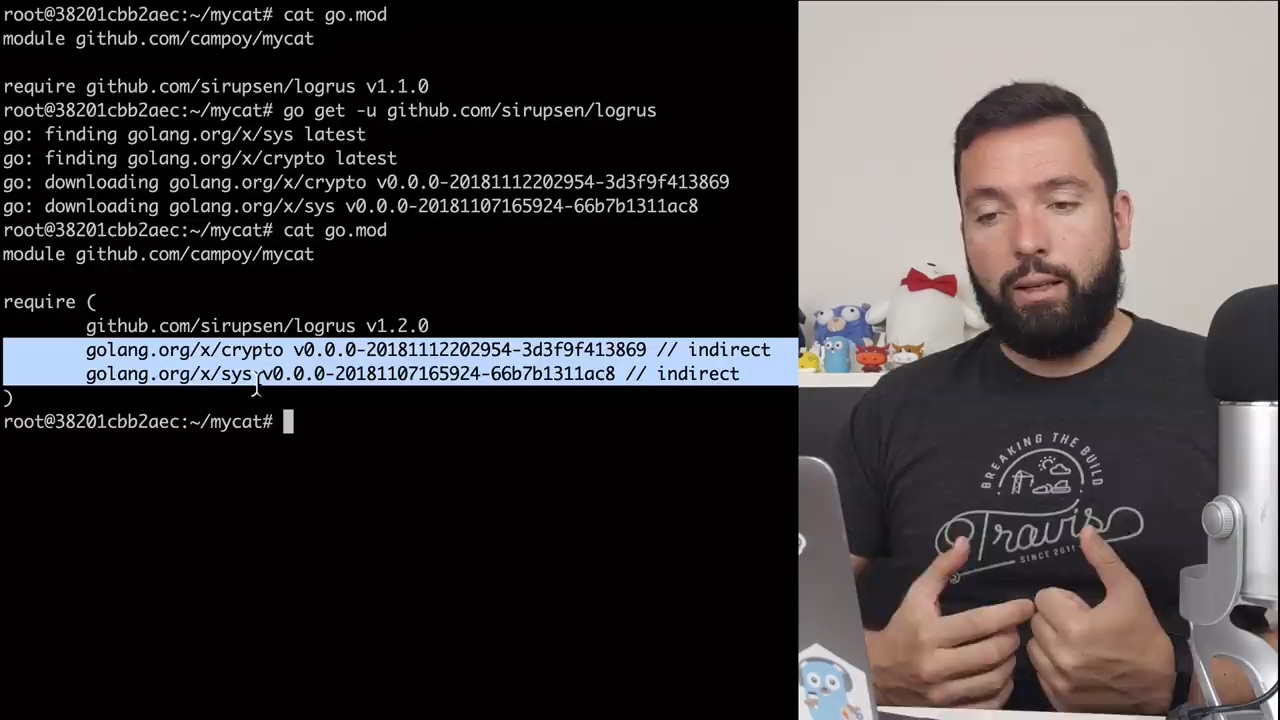 root@38201cbb2aec:~/mycat# cat go.mod
module github.com/campoy/mycat
require github.com/sirupsen/logrus v1.1.0
root@38201cbb2aec:~/mycat# go get -u github.com/sirupsen/logrus
go: finding golang.org/x/sys latest
go: finding golang.org/x/crypto latest
go: downloading golang.org/x/crypto v0.0.0-20181112202954-3d3f9f413869
go: downloading golang.org/x/sys v0.0.0-20181107165924-66b7b1311ac8
root@38201cbb2aec:~/mycat# cat go.mod
module github.com/campoy/mycat
require (
github.com/sirupsen/logrus v1.2.0
golang.org/x/crypto v0.0.0-20181112202954-3d3f9f413869 // indirect
golang.org/x/sys v0.0.0-20181107165924-66b7b1311ac8 // indirect
)
root@38201cbb2aec:~/mycat#
BREAKING THE BUILD
Travis
SINCE 2011